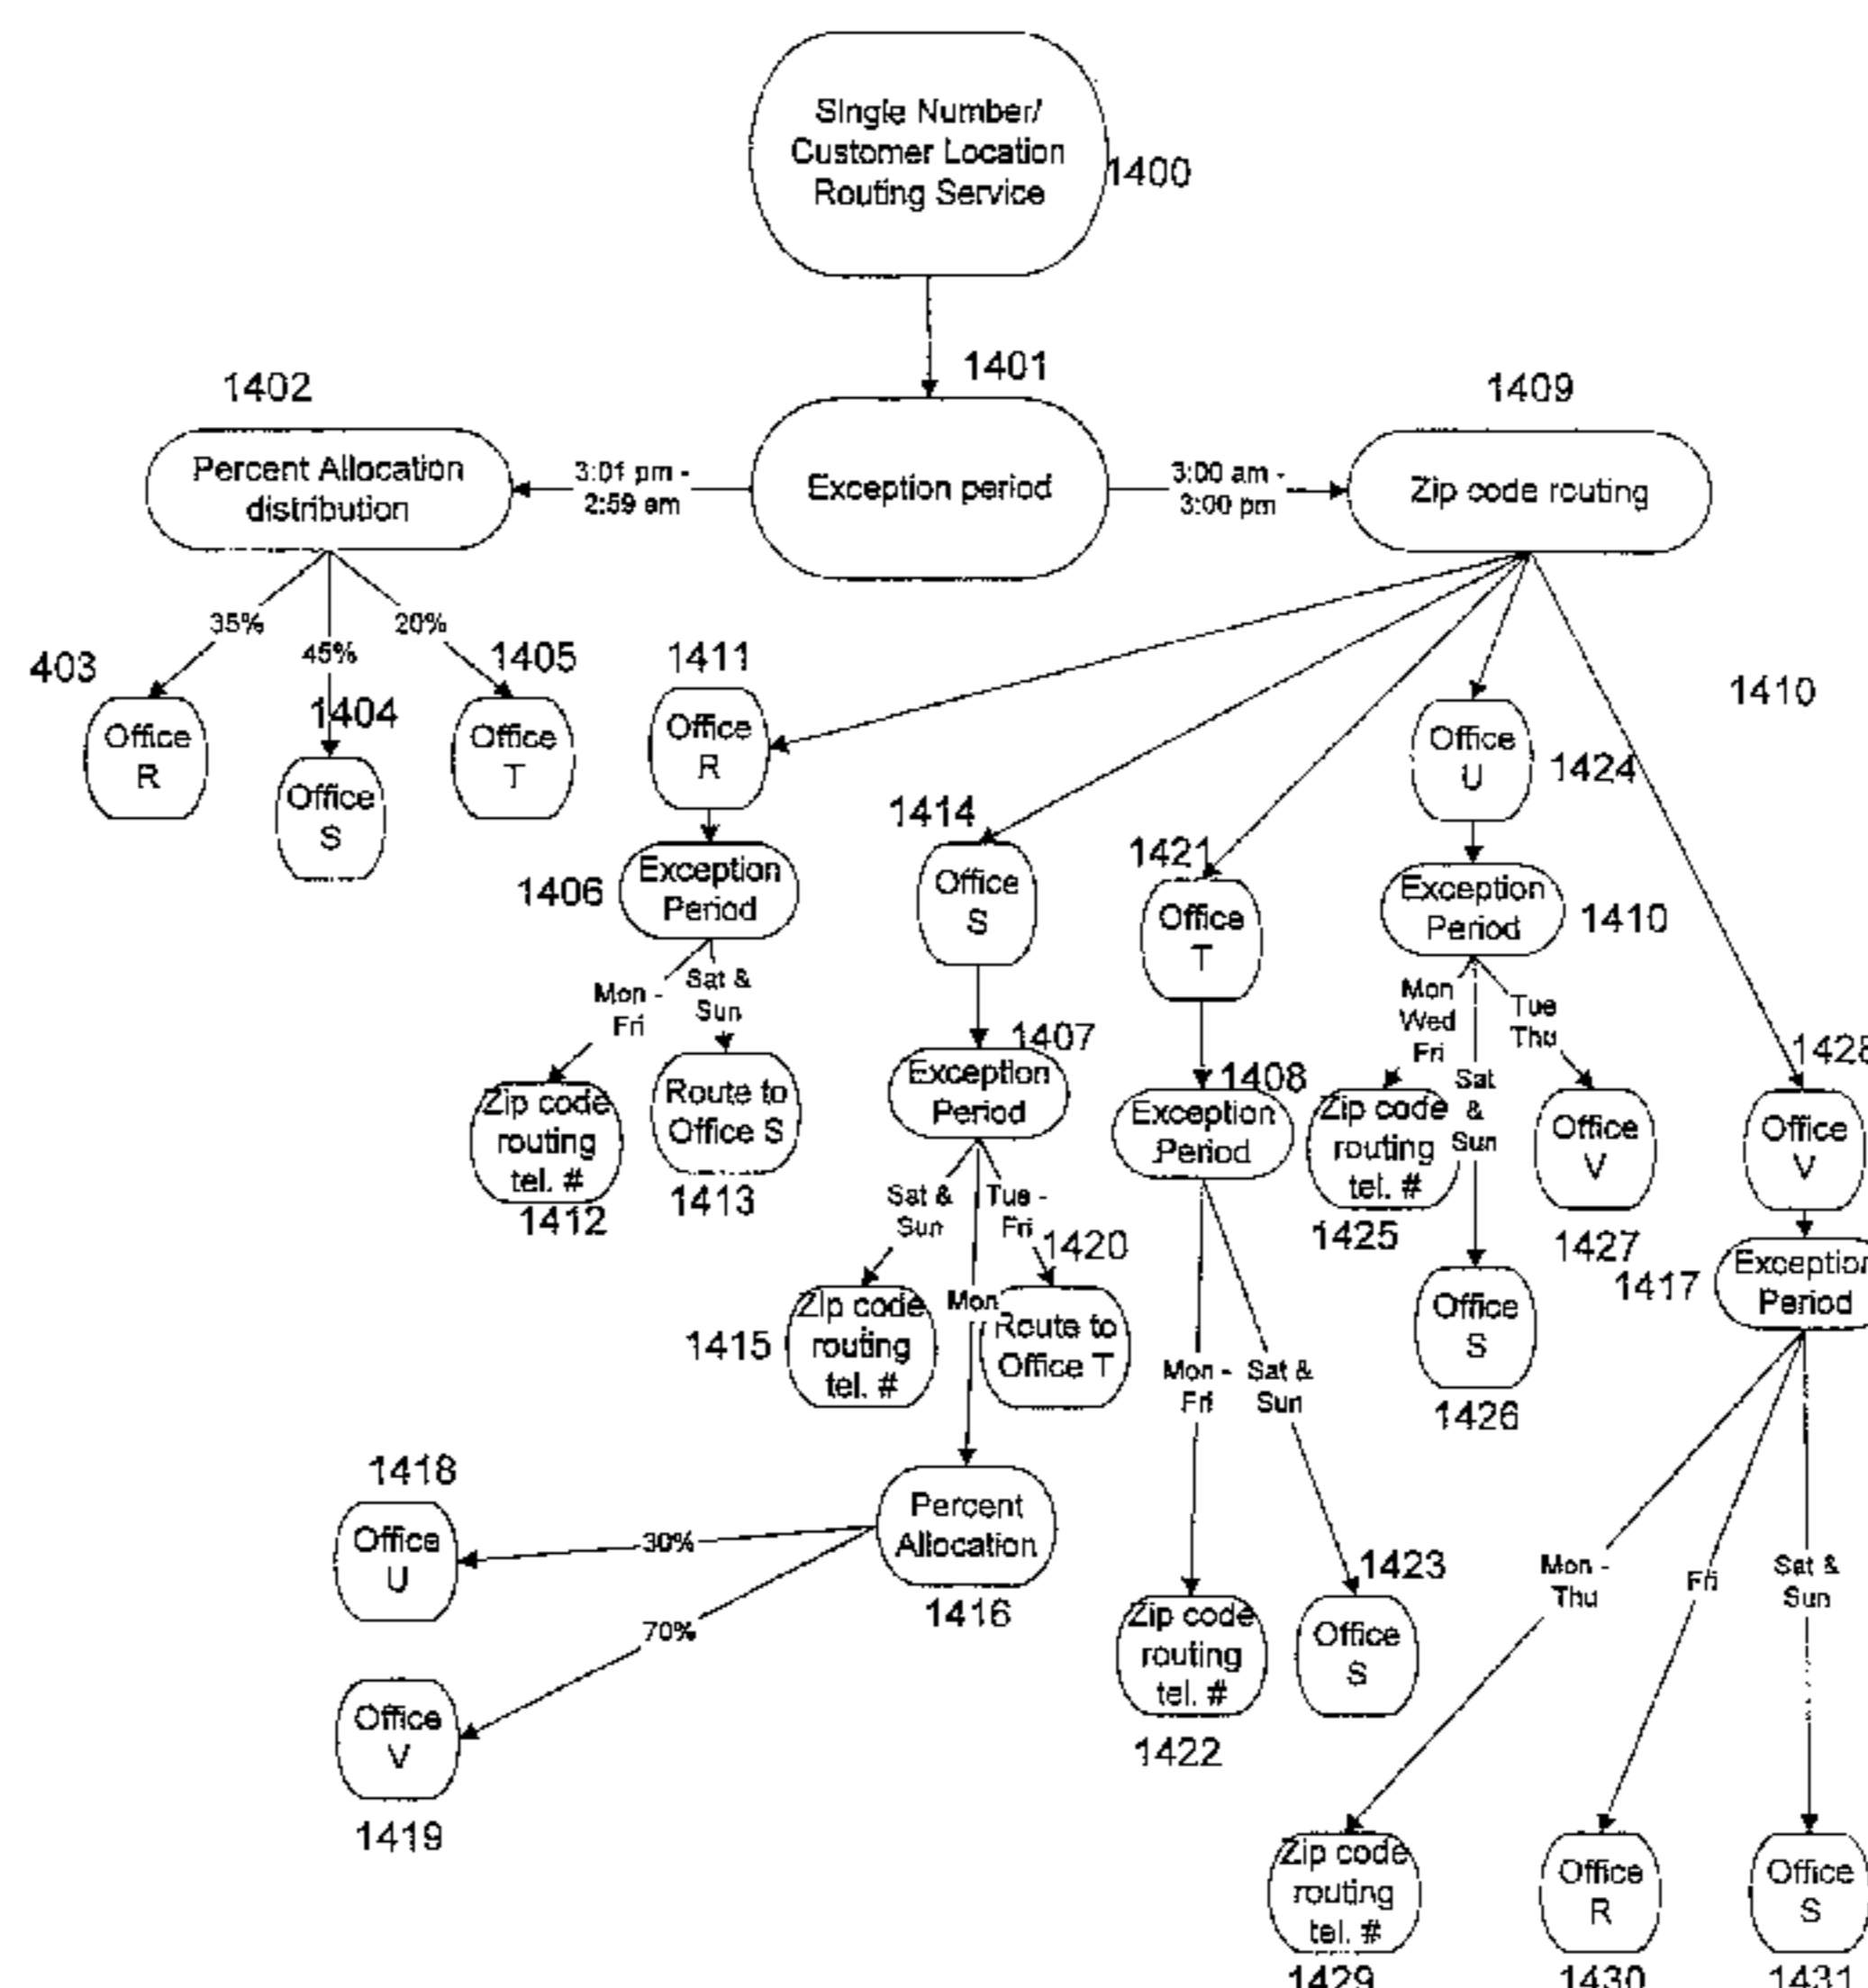 Single Number/
Customer Location
Routing Service
1400
1401
1402
1409
Percent Allocation
distribution
3:01 pm -
2:59 am
Exception period
3:00 am -
3:00 pm
Zip code routing
35%
45%
20%
403
1404
1405
1411
1410
Office
R
Office
S
Office
T
Office
R
Office
U
1424
1414
1421
1406
Exception
Period
Office
S
Office
T
Exception
Period
1410
Mon -
Fri
Sat &
Sun
Mon
Wed
Fri
Sat
&
Sun
Tue
Thu
1407
1408
1428
Zip code
routing
tel. #
1412
Route to
Office S
1413
Exception
Period
Exception
Period
Zip code
routing
tel. #
1425
Office
V
1427
Office
V
Sat &
Sun
Mon
Tue -
Fri
1420
1417
Exception
Period
1415
Zip code
routing
tel. #
Route to
Office T
Office
S
1426
Mon -
Fri
Sat &
Sun
1418
Office
U
30%
70%
Percent
Allocation
1416
1423
Mon -
Thu
Fri
Sat &
Sun
Office
V
1419
Zip code
routing
tel. #
1422
Office
S
Zip code
routing
tel. #
1429
Office
R
1430
Office
S
1431